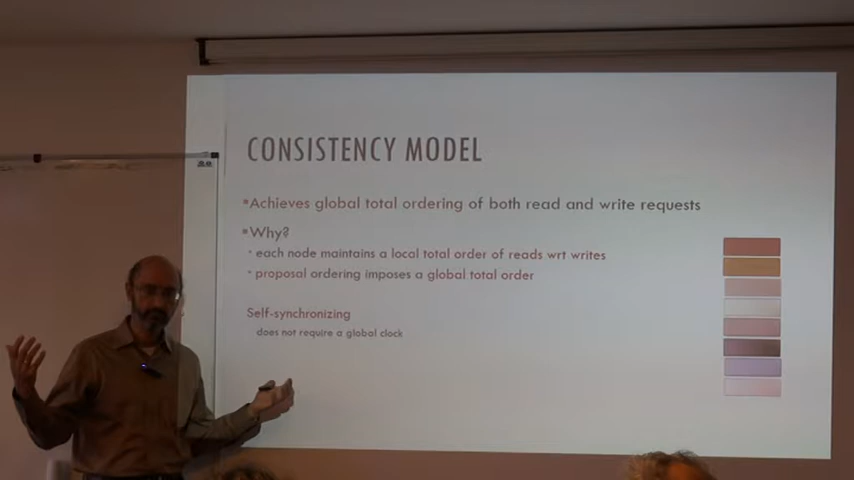 CONSISTENCY MODEL
▪Achieves global total ordering of both read and write requests
▪Why?
▪ each node maintains a local total order of reads wrt writes
▪ proposal ordering imposes a global total order
Self-synchronizing
does not require a global clock